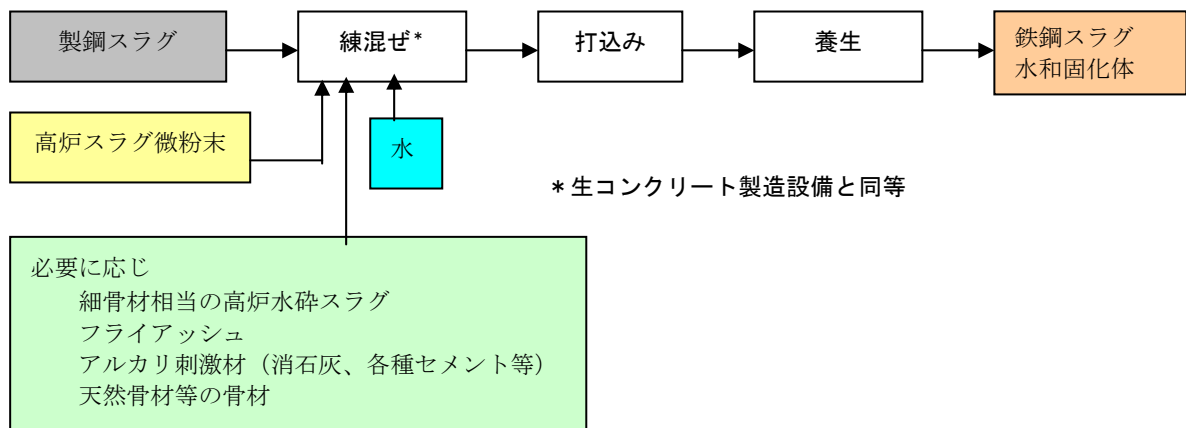 製鋼スラグ
練混ぜ*
打込み
養生
鉄鋼スラグ
水和固化体
高炉スラグ微粉末
水
*生コンクリート製造設備と同等
必要に応じ
細骨材相当の高炉水砕スラグ
フライアッシュ
アルカリ刺激材（消石灰、各種セメント等）
天然骨材等の骨材